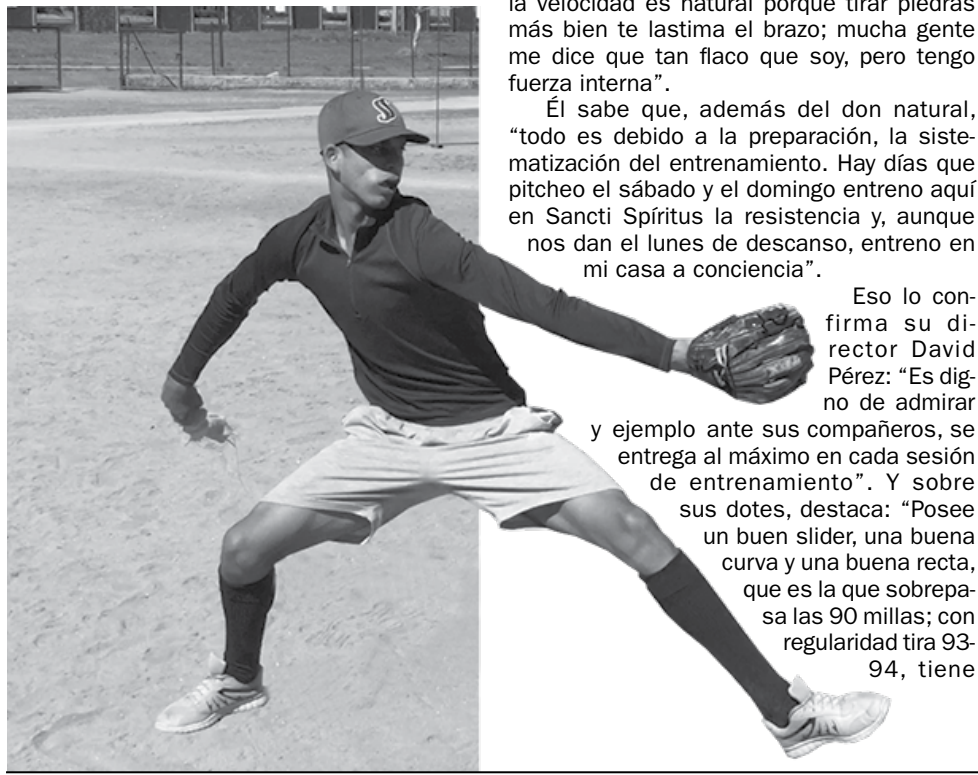 la velocidad es natural porque tirar piedras
más bien te lastima el brazo; mucha gente
me dice que tan flaco que soy, pero tengo
fuerza interna”.
Él sabe que, además del don natural,
“todo es debido a la preparación, la siste-
matización del entrenamiento. Hay días que
pitcheo el sábado y el domingo entreno aquí
en Sancti Spíritus la resistencia y, aunque
nos dan el lunes de descanso, entreno en
mi casa a conciencia”.
Eso lo con-
firma su di-
rector David
Pérez: “Es dig-
no de admirar
y ejemplo ante sus compañeros, se
entrega al máximo en cada sesión
de entrenamiento”. Y sobre
sus dotes, destaca: “Posee
un buen slider, una buena
curva y una buena recta,
que es la que sobrepa-
sa las 90 millas; con
regularidad tira 93-
94, tiene